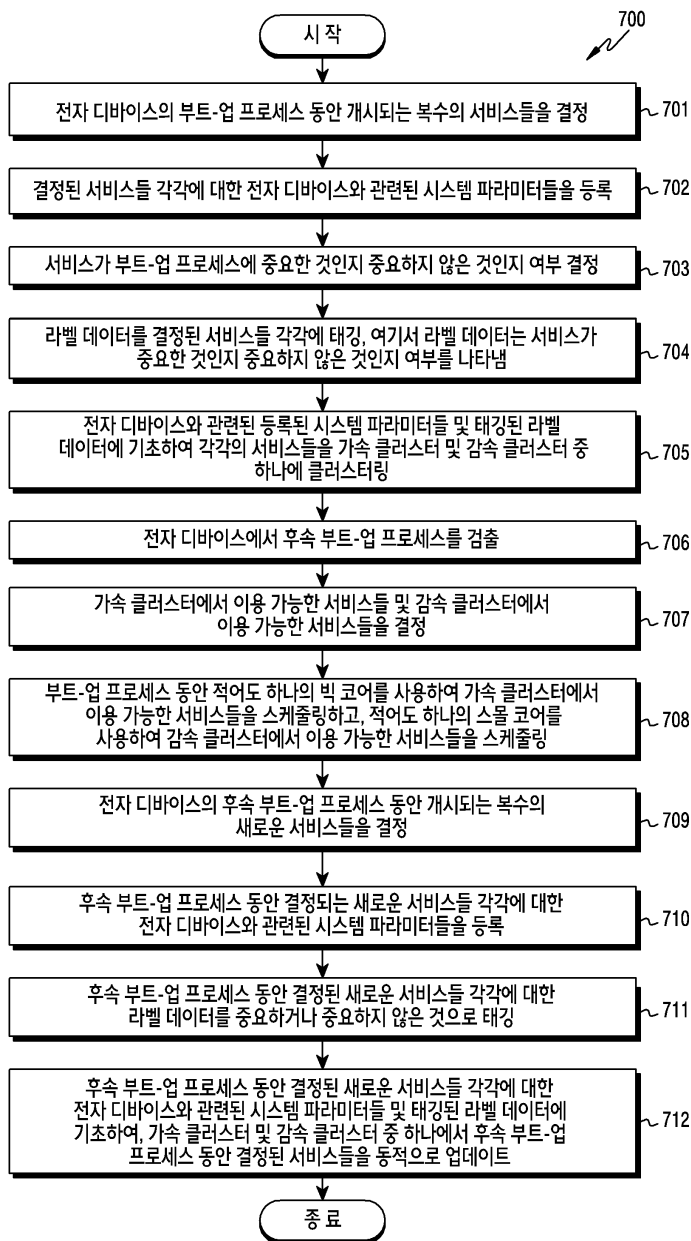 시작
700
전자 디바이스의 부트-업 프로세스 동안 개시되는 복수의 서비스들을 결정
701
결정된 서비스들 각각에 대한 전자 디바이스와 관련된 시스템 파라미터들을 등록
702
서비스가 부트-업 프로세스에 중요한 것인지 중요하지 않은 것인지 여부 결정
703
라벨 데이터를 결정된 서비스들 각각에 태깅, 여기서 라벨 데이터는 서비스가
중요한 것인지 중요하지 않은 것인지 여부를 나타냄
704
전자 디바이스와 관련된 등록된 시스템 파라미터들 및 태깅된 라벨
데이터에 기초하여 각각의 서비스들을 가속 클러스터 및 감속 클러스터 중
하나에 클러스터링
705
전자 디바이스에서 후속 부트-업 프로세스를 검출
706
가속 클러스터에서 이용 가능한 서비스들 및 감속 클러스터에서
이용 가능한 서비스들을 결정
707
부트-업 프로세스 동안 적어도 하나의 빅 코어를 사용하여 가속 클러스터에서
이용 가능한 서비스들을 스케줄링하고, 적어도 하나의 스몰 코어를
사용하여 감속 클러스터에서 이용 가능한 서비스들을 스케줄링
708
전자 디바이스의 후속 부트-업 프로세스 동안 개시되는 복수의
새로운 서비스들을 결정
709
후속 부트-업 프로세스 동안 결정되는 새로운 서비스들 각각에 대한
전자 디바이스와 관련된 시스템 파라미터들을 등록
710
후속 부트-업 프로세스 동안 결정된 새로운 서비스들 각각에 대한
라벨 데이터를 중요하거나 중요하지 않은 것으로 태깅
711
후속 부트-업 프로세스 동안 결정된 새로운 서비스들 각각에 대한
전자 디바이스와 관련된 시스템 파라미터들 및 태깅된 라벨 데이터에
기초하여, 가속 클러스터 및 감속 클러스터 중 하나에서 후속 부트-업
프로세스 동안 결정된 서비스들을 동적으로 업데이트
712
종료